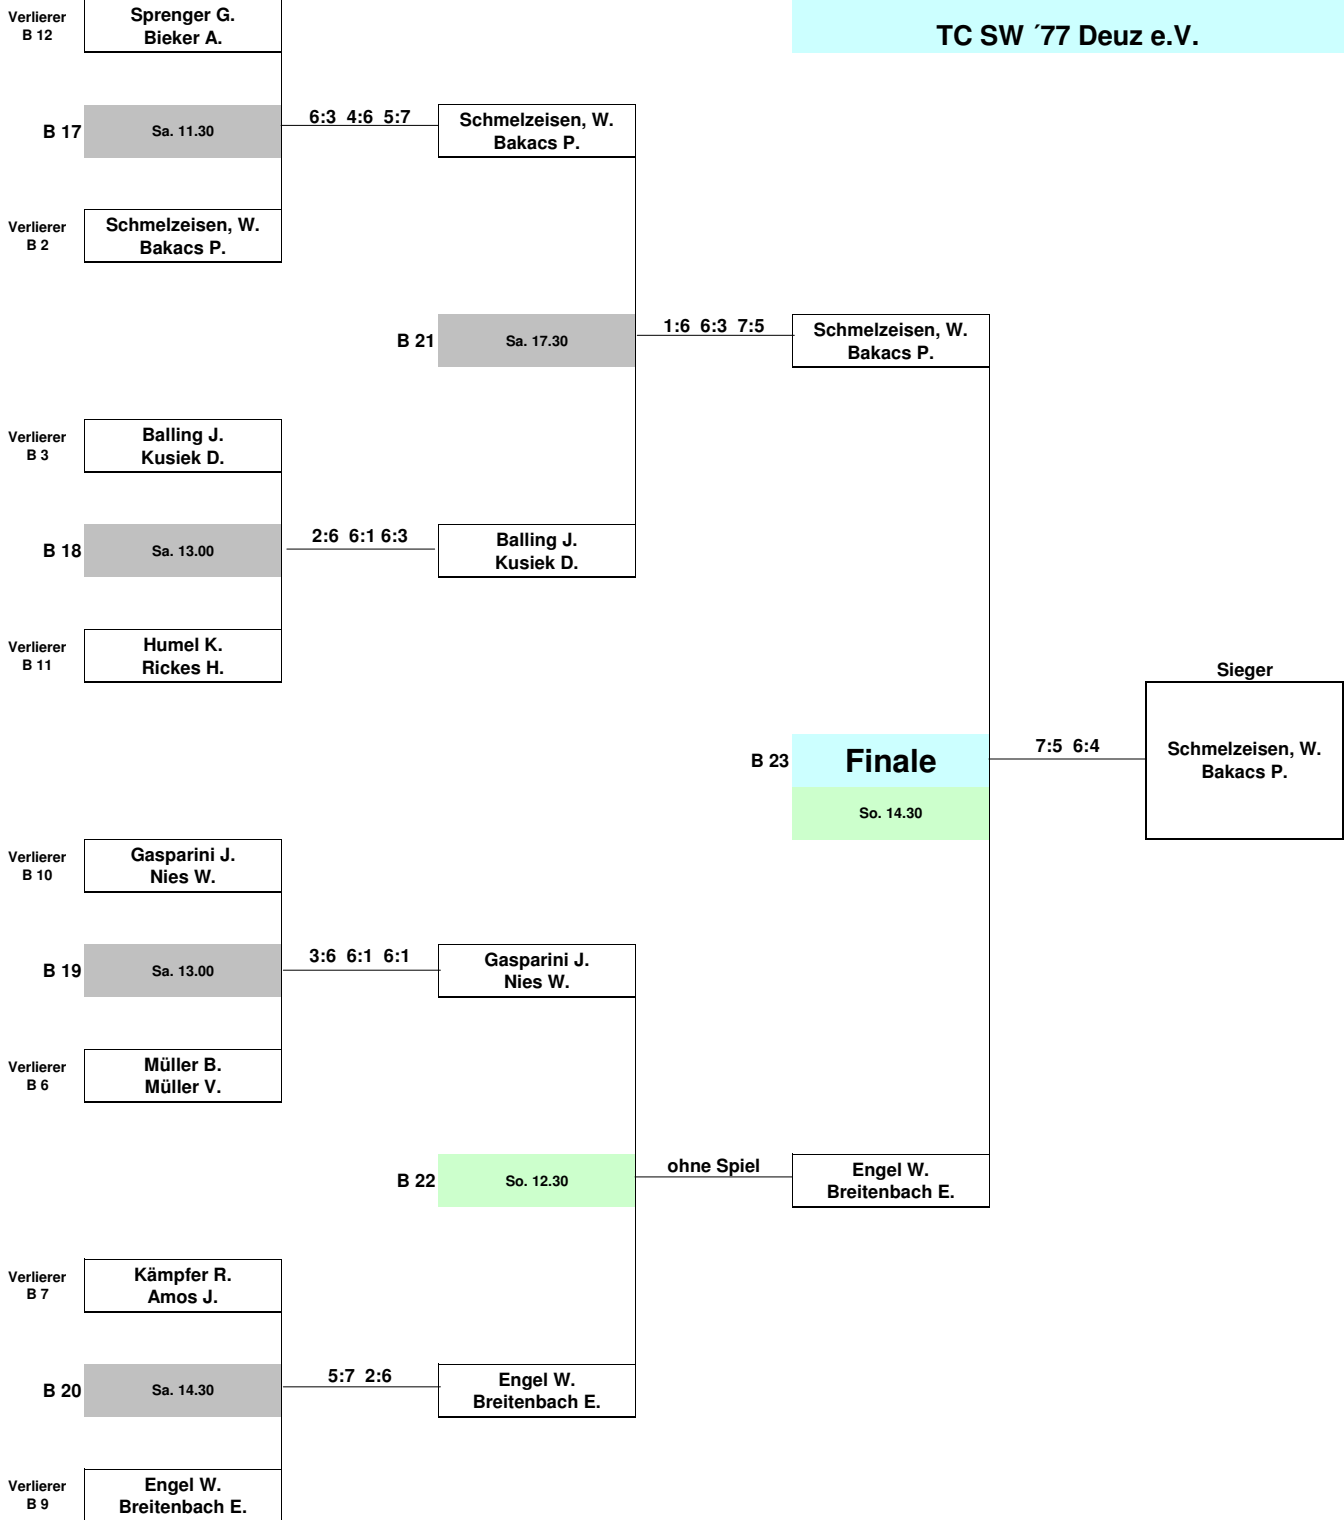 Verlierer
B 12
Sprenger G.
Bieker A.
TC SW ´77 Deuz e.V.
B 17
Sa. 11.30
6:3 4:6 5:7
Schmelzeisen, W.
Bakacs P.
Verlierer
B 2
Schmelzeisen, W.
Bakacs P.
B 21
Sa. 17.30
1:6 6:3 7:5
Schmelzeisen, W.
Bakacs P.
Verlierer
B 3
Balling J.
Kusiek D.
B 18
Sa. 13.00
2:6 6:1 6:3
Balling J.
Kusiek D.
Verlierer
B 11
Humel K.
Rickes H.
Sieger
B 23
Finale
7:5 6:4
Schmelzeisen, W.
Bakacs P.
So. 14.30
Verlierer
B 10
Gasparini J.
Nies W.
B 19
Sa. 13.00
3:6 6:1 6:1
Gasparini J.
Nies W.
Verlierer
B 6
Müller B.
Müller V.
B 22
So. 12.30
ohne Spiel
Engel W.
Breitenbach E.
Verlierer
B 7
Kämpfer R.
Amos J.
B 20
Sa. 14.30
5:7 2:6
Engel W.
Breitenbach E.
Verlierer
B 9
Engel W.
Breitenbach E.